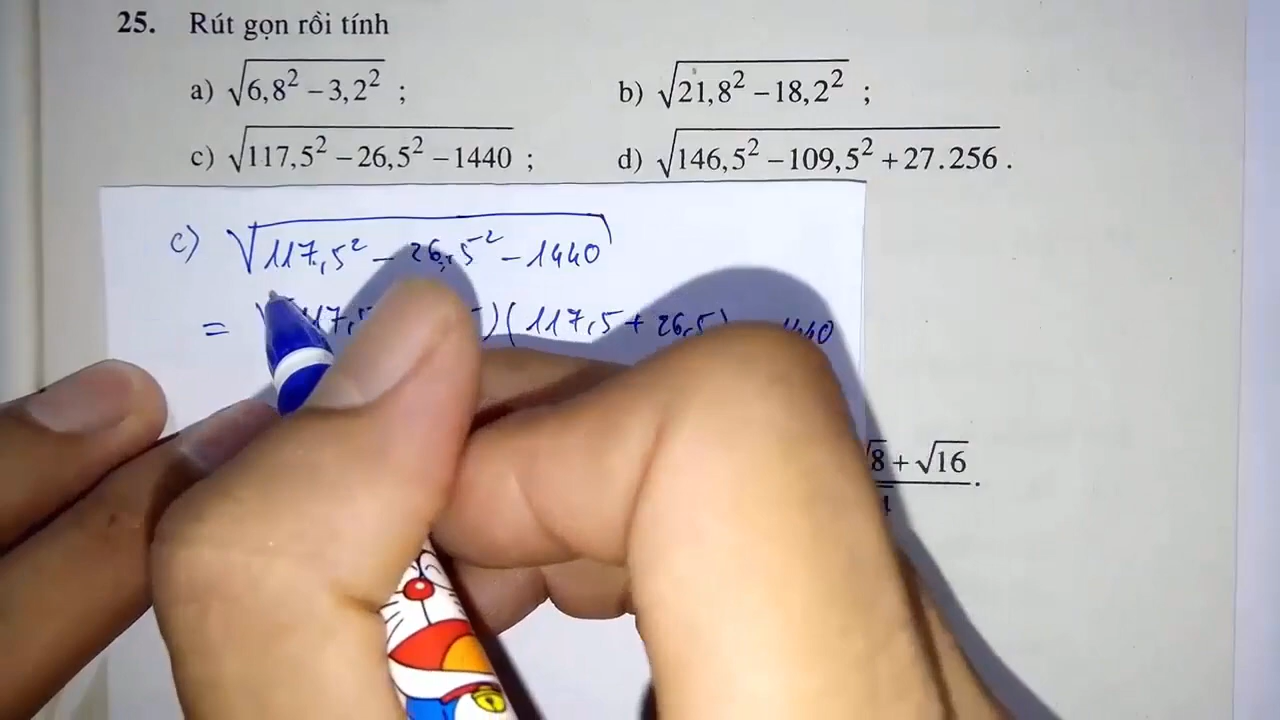 25. Rút gọn rồi tính
a) √(6,8² – 3,2²) ; b) √(21,8² – 18,2²) ;
c) √(117,5² – 26,5² – 1440) ; d) √(146,5² – 109,5² + 27.256) .
c) √(117,5² – 26,5² – 1440)
= )(117,5 + 26,5)
√8 + √16